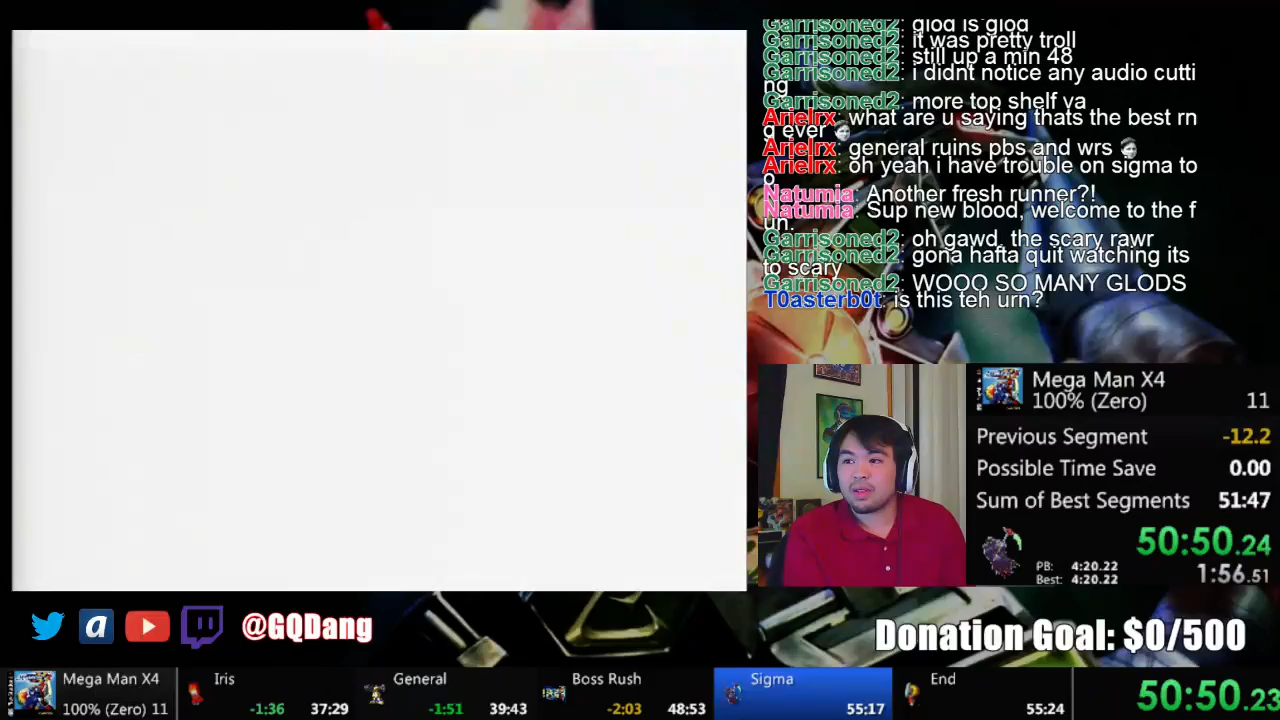 Garrisoned2: glod is glod
Garrisoned2: it was pretty troll
Garrisoned2: still up a min 48
Garrisoned2: i didnt notice any audio cutti
ng
Garrisoned2: more top shelf ya
Arielrx: what are u saying thats the best rn
g ever
Arielrx: general ruins pbs and wrs
Arielrx: oh yeah i have trouble on sigma to
o
Natumia: Another fresh runner?!
Natumia: Sup new blood, welcome to the f
un.
Garrisoned2: oh gawd, the scary rawr
Garrisoned2: gona hafta quit watching its
to scary
Garrisoned2: WOOO SO MANY GLODS
T0asterb0t: is this teh urn?
Mega Man X4
100% (Zero) 11
Previous Segment -12.2
Possible Time Save 0.00
Sum of Best Segments 51:47
50:50.24
PB: 4:20.22
Best: 4:20.22
1:56.51
a
@GQDang
Donation Goal: $0/500
Mega Man X4
100% (Zero) 11
Iris
-1:36 37:29
General
-1:51 39:43
Boss Rush
-2:03 48:53
Sigma
55:17
End
55:24
50:50.23